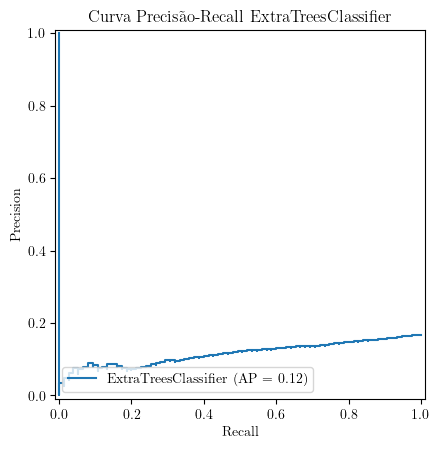 Curva Precisão-Recall ExtraTreesClassifier
1.0
0.8
0.6
Precision
0.4
0.2
0.0
ExtraTreesClassifier (AP = 0.12)
0.0 0.2 0.4 0.6 0.8 1.0
Recall